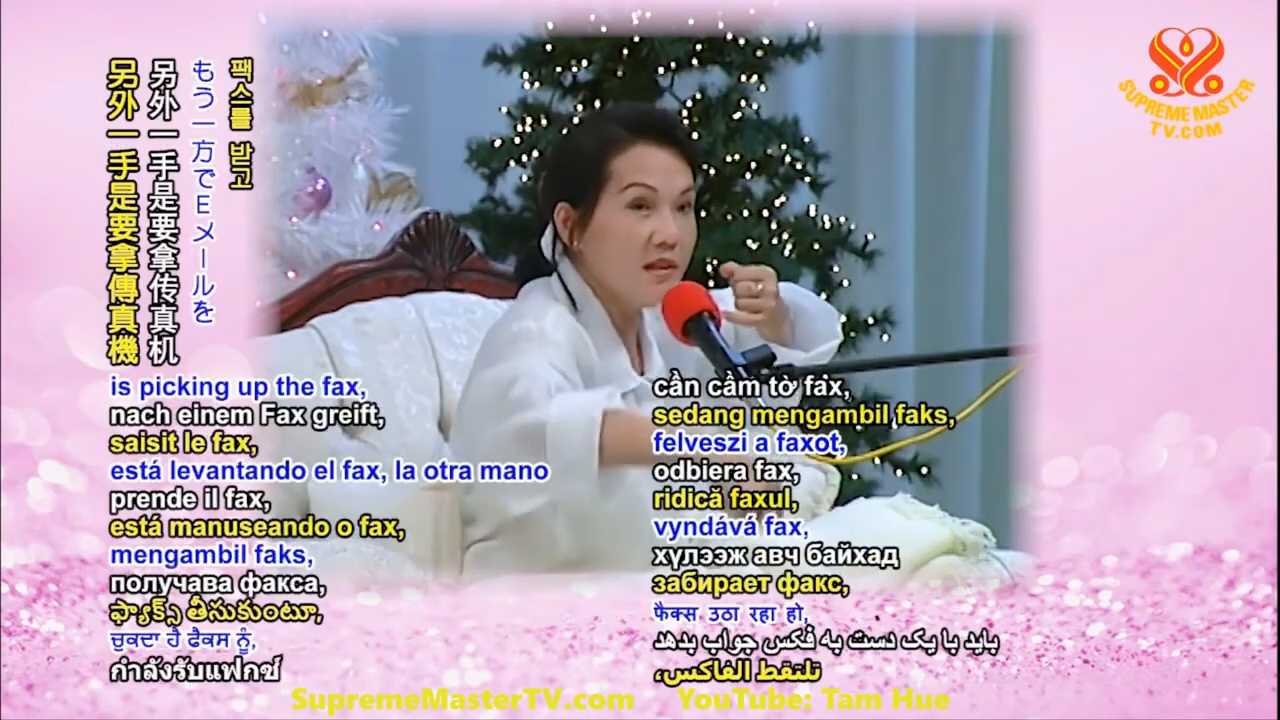 팩스를 받고
もう一方でEメールを
另外一手是要拿传真机
另外一手是要拿傳真機
SUPREME MASTER
TV.COM
is picking up the fax,
nach einem Fax greift,
saisit le fax,
está levantando el fax, la otra mano
prende il fax,
está manuseando o fax,
mengambil faks,
получава факса,
ఫ్యాక్స్ తీసుకుంటూ,
ਚੁਕਦਾ ਹੈ ਫੈਕਸ ਨੂੰ,
กำลังรับแฟกซ์
cần cầm tờ fax,
sedang mengambil faks,
felveszi a faxot,
odbiera fax,
ridică faxul,
vyndává fax,
хүлээж авч байхад
забирает факс,
फैक्स उठा रहा हो,
باید با یک دست به فکس جواب بدهد
تلتقط الفاكس،
SupremeMasterTV.com
YouTube: Tam Hue